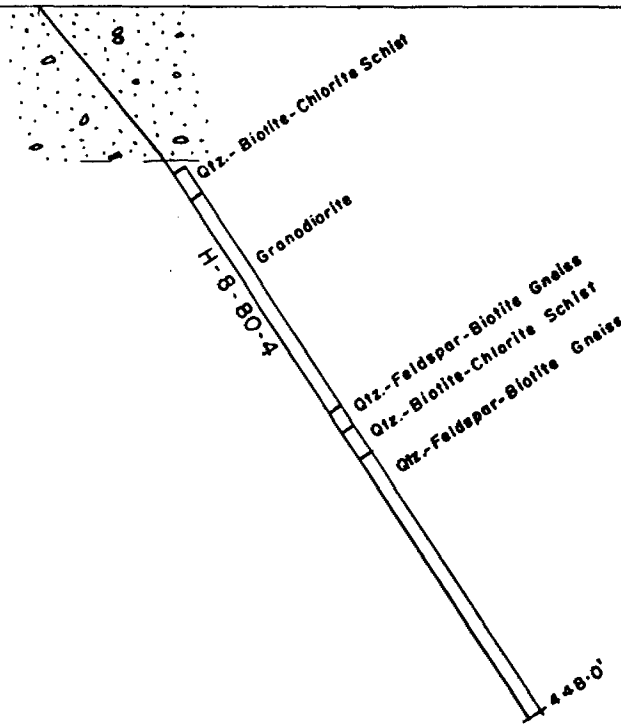 Qtz.-Biotite-Chlorite Schist
Granodiorite
H-8-80-4
Qtz.-Feldspar-Biotite Gneiss
Qtz.-Biotite-Chlorite Schist
Qtz.-Feldspar-Biotite Gneiss
448.0'